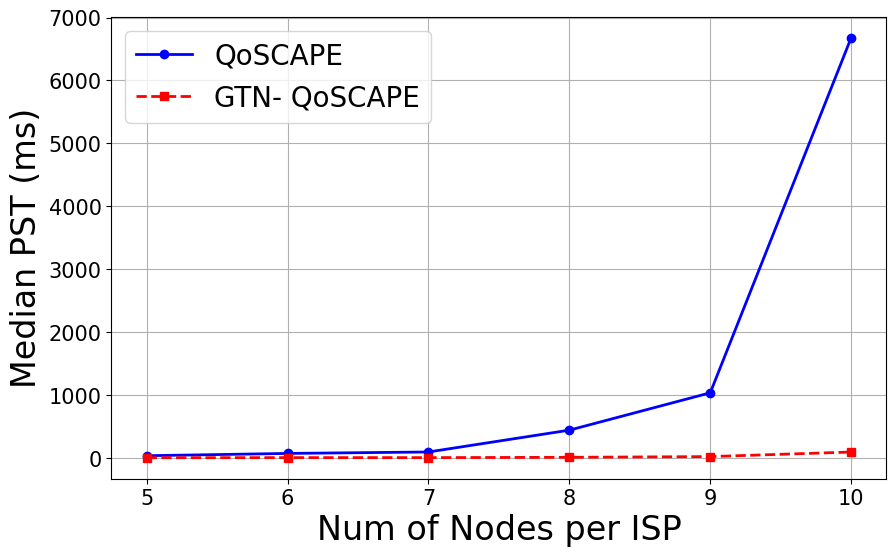 7000
6000
5000
4000
3000
2000
1000
0
Median PST (ms)
QoSCAPE
GTN- QoSCAPE
5 6 7 8 9 10
Num of Nodes per ISP